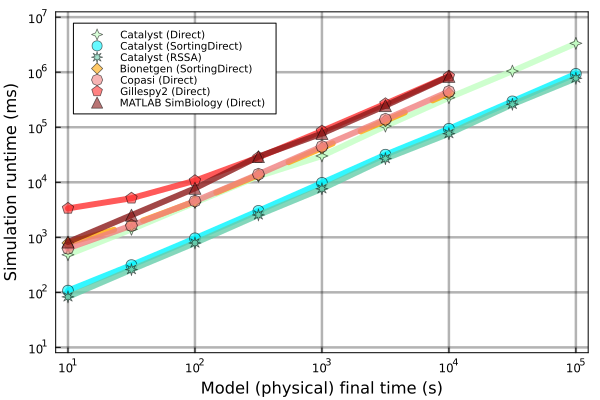 10⁷
10⁶
10⁵
10⁴
10³
10²
10¹
Simulation runtime (ms)
Catalyst (Direct)
Catalyst (SortingDirect)
Catalyst (RSSA)
Bionetgen (SortingDirect)
Copasi (Direct)
Gillespy2 (Direct)
MATLAB SimBiology (Direct)
10¹ 10² 10³ 10⁴ 10⁵
Model (physical) final time (s)